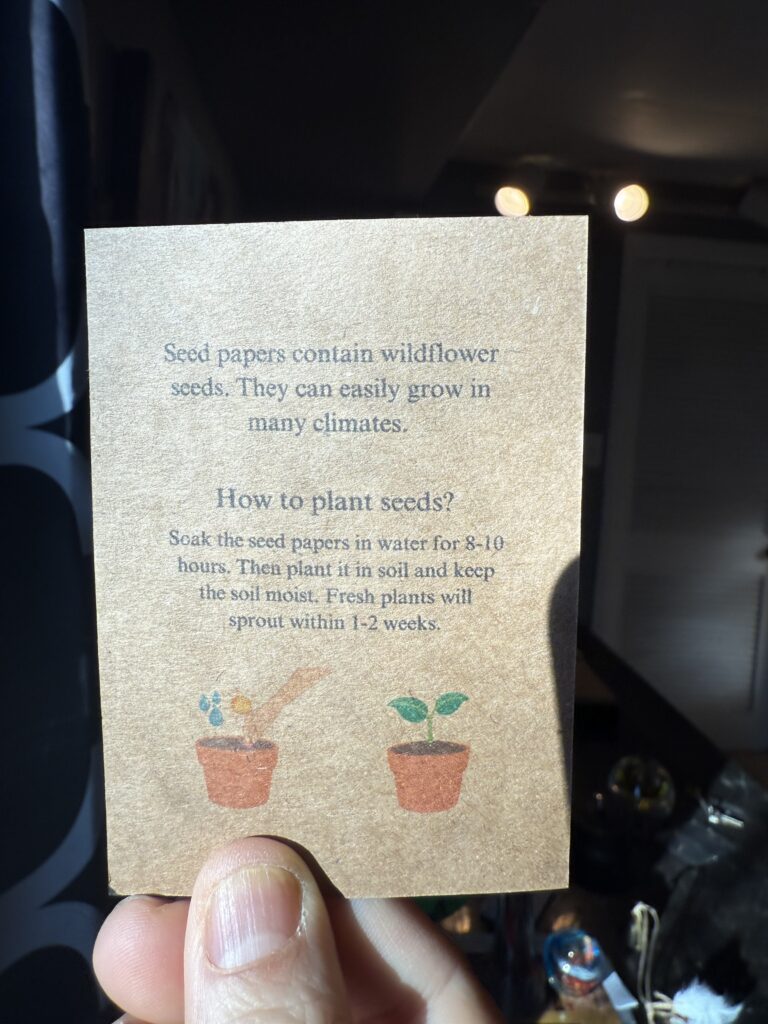 Seed papers contain wildflower
seeds. They can easily grow in
many climates.
How to plant seeds?
Soak the seed papers in water for 8-10
hours. Then plant it in soil and keep
the soil moist. Fresh plants will
sprout within 1-2 weeks.